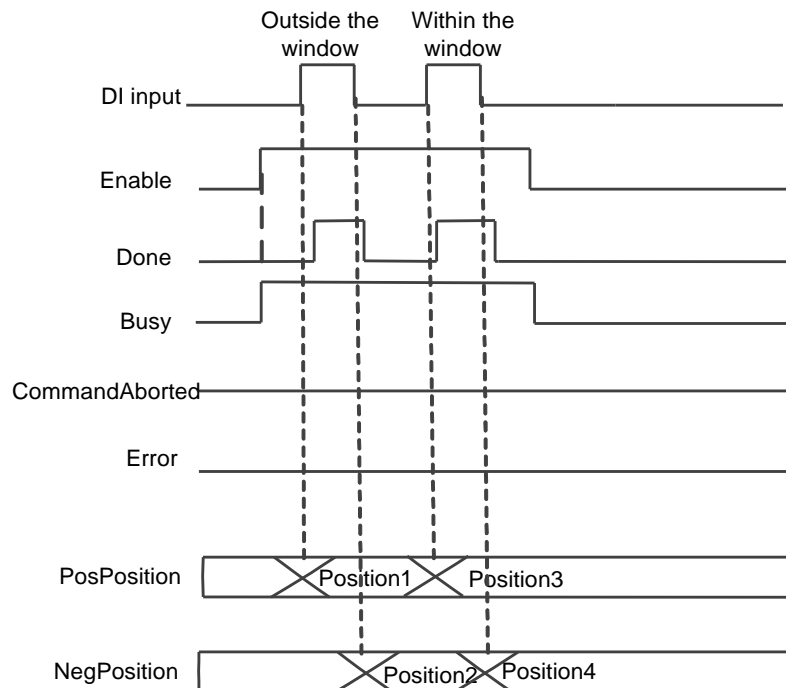 Outside the
window
Within the
window
DI input
Enable
Done
Busy
CommandAborted
Error
PosPosition
Position1
Position3
NegPosition
Position2
Position4